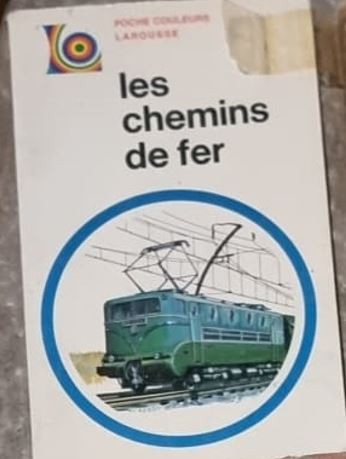 POCHE COULEURS
LAROUSSE
les
chemins
de fer